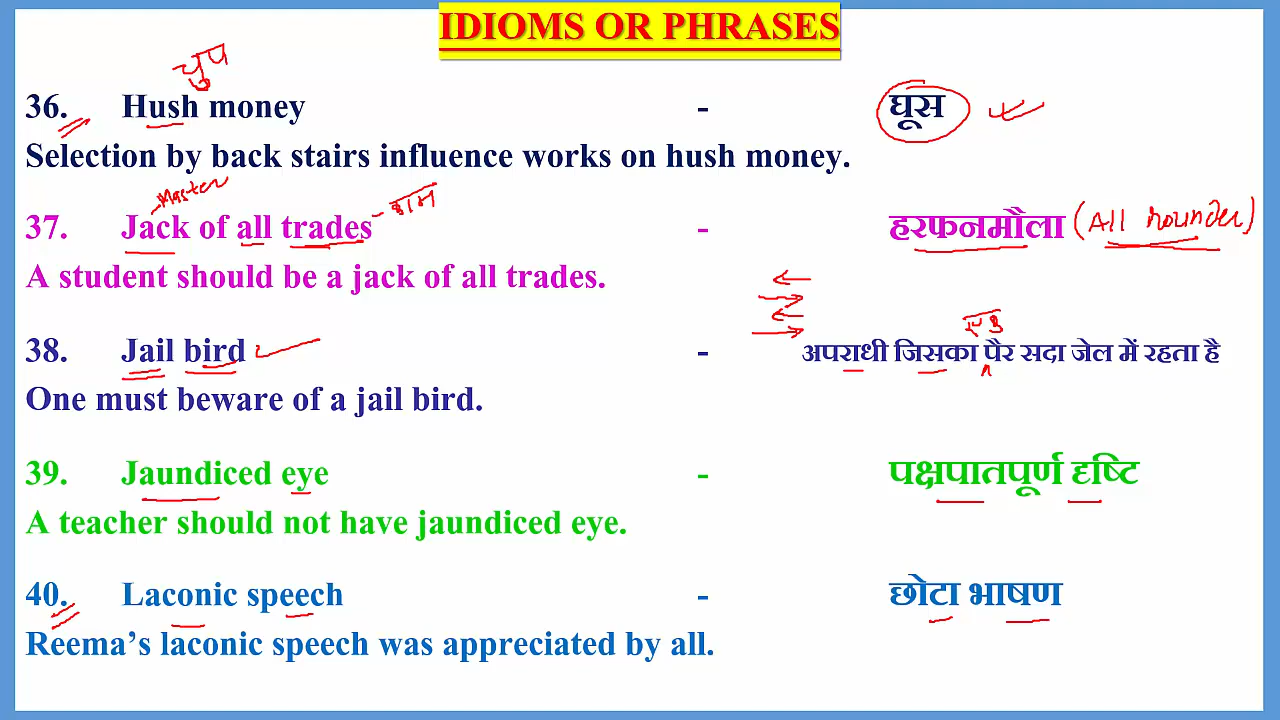 IDIOMS OR PHRASES
चुप
36. Hush money - घूस
Selection by back stairs influence works on hush money.
Master काम
37. Jack of all trades - हरफनमौला (All rounder)
A student should be a jack of all trades.
एक
38. Jail bird - अपराधी जिसका पैर सदा जेल में रहता है
One must beware of a jail bird.
39. Jaundiced eye - पक्षपातपूर्ण दृष्टि
A teacher should not have jaundiced eye.
40. Laconic speech - छोटा भाषण
Reema’s laconic speech was appreciated by all.